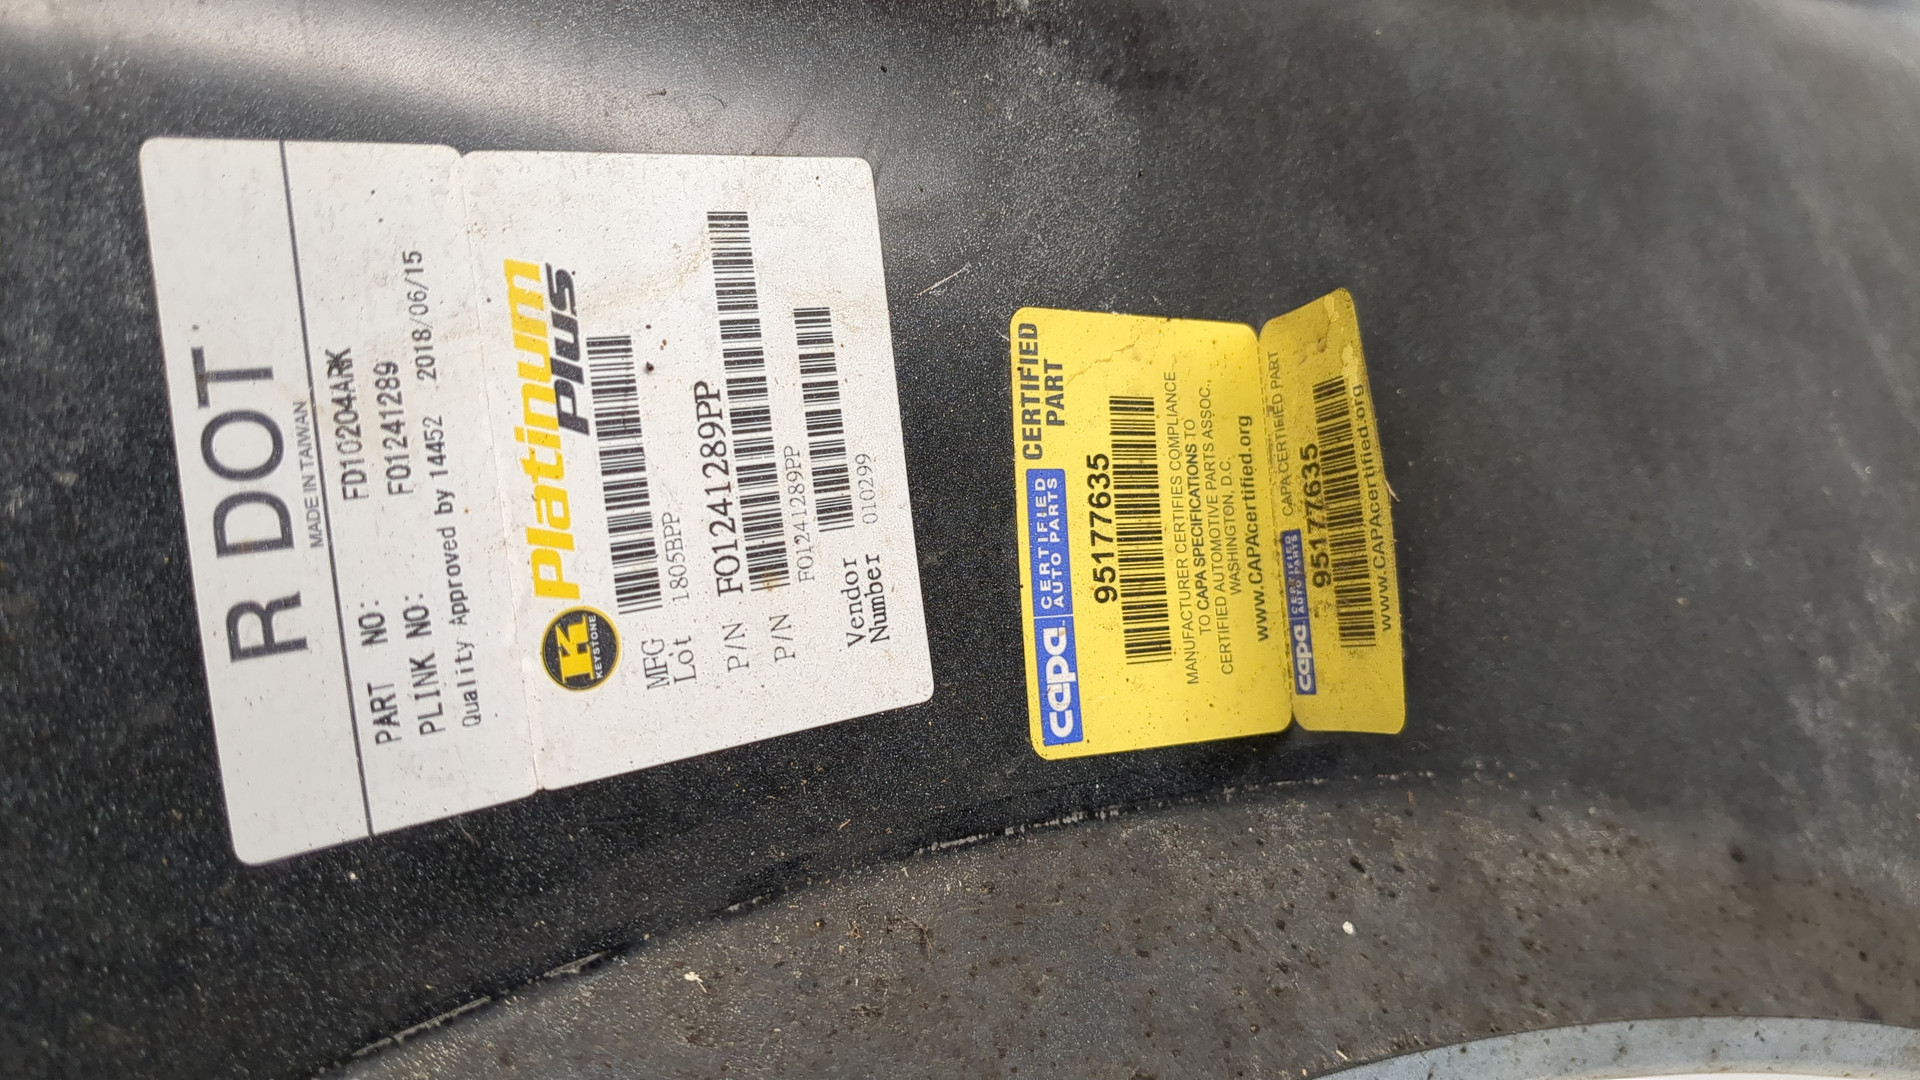 R DOT
MADE IN TAIWAN
PART NO: FD10204ARK
PLINK NO: FO1241289
Quality Approved by 14452 2018/06/15
K
KEYSTONE
Platinum
Plus
MFG
Lot 1805BPP
P/N FO1241289PP
P/N FO1241289PP
Vendor
Number 010299
capa CERTIFIED AUTO PARTS
CERTIFIED PART
95177635
MANUFACTURER CERTIFIES COMPLIANCE
TO CAPA SPECIFICATIONS TO
CERTIFIED AUTOMOTIVE PARTS ASSOC.,
WASHINGTON, D.C.
www.CAPAcertified.org
capa CERTIFIED AUTO PARTS CAPA CERTIFIED PART
95177635
www.CAPAcertified.org